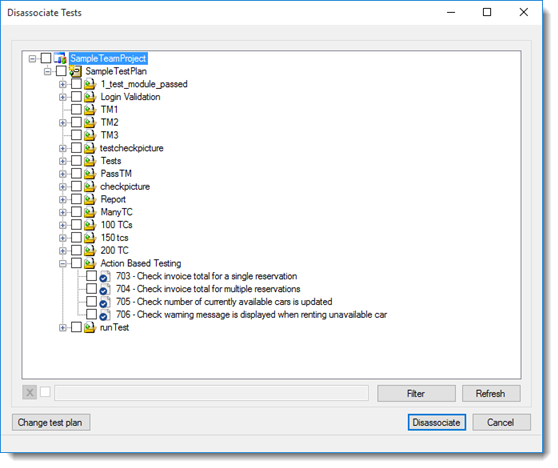 Disassociate Tests
SampleTeamProject
SampleTestPlan
1_test_module_passed
Login Validation
TM1
TM2
TM3
testcheckpicture
Tests
PassTM
checkpicture
Report
ManyTC
100 TCs
150 tcs
200 TC
Action Based Testing
703 - Check invoice total for a single reservation
704 - Check invoice total for multiple reservations
705 - Check number of currently available cars is updated
706 - Check warning message is displayed when renting unavailable car
runTest
X
Filter
Refresh
Change test plan
Disassociate
Cancel